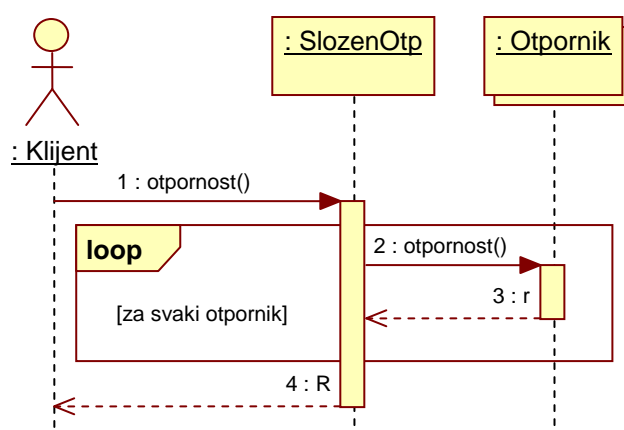 : SlozenOtp
: Otpornik
: Klijent
1 : otpornost()
loop
2 : otpornost()
3 : r
[za svaki otpornik]
4 : R